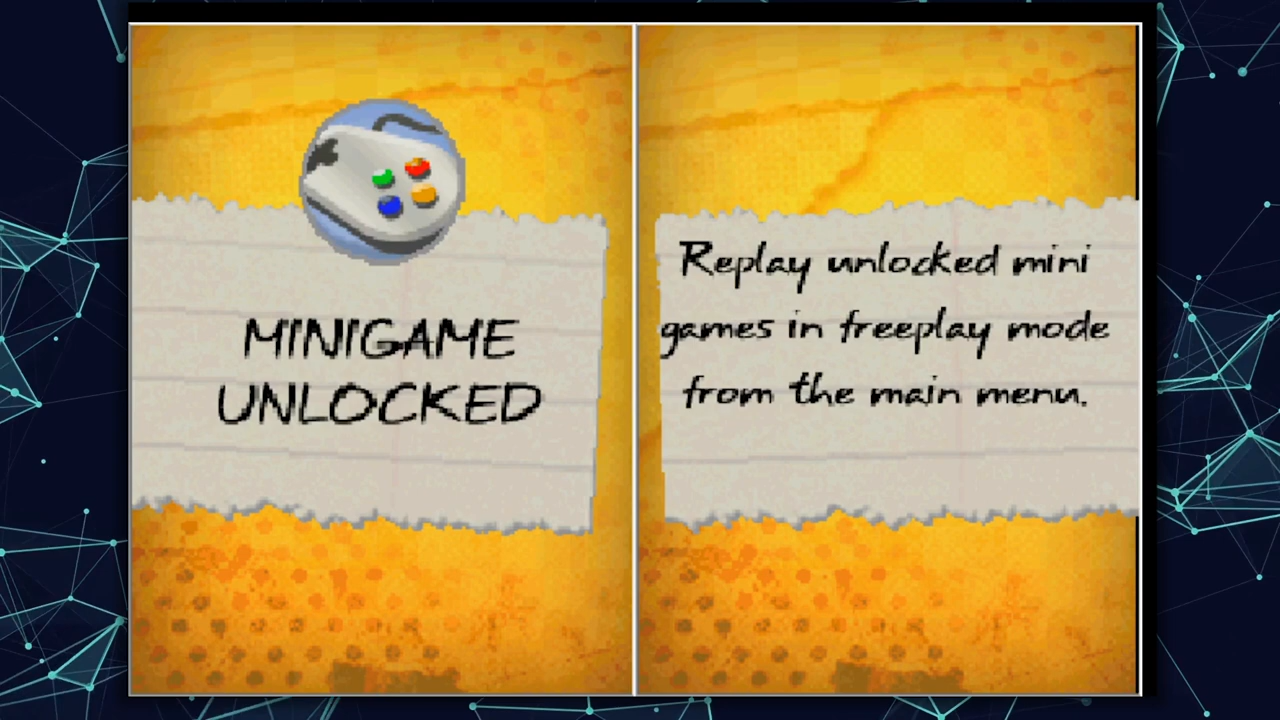 MINIGAME
UNLOCKED
Replay unlocked mini
games in freeplay mode
from the main menu.